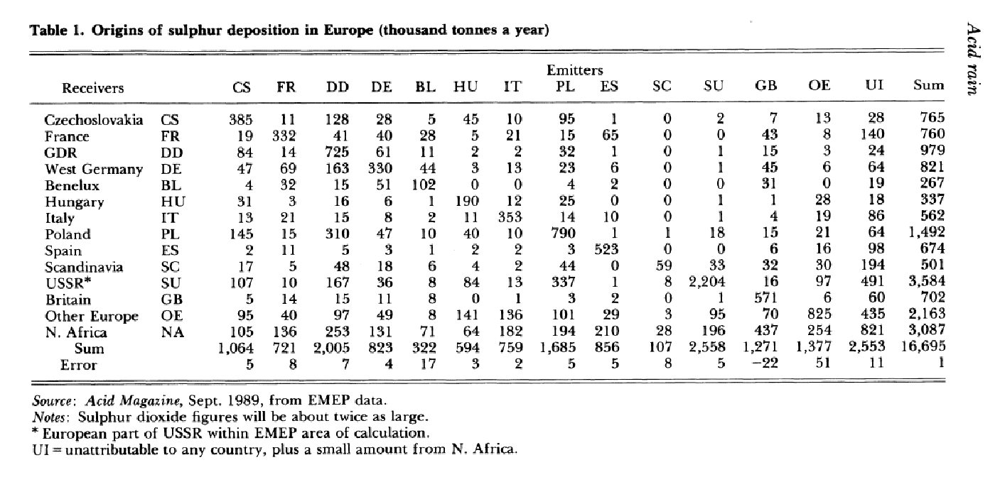 Table 1. Origins of sulphur deposition in Europe (thousand tonnes a year)
Acid rain
Emitters
Receivers CS FR DD DE BL HU IT PL ES SC SU GB OE UI Sum
Czechoslovakia CS 385 11 128 28 5 45 10 95 1 0 2 7 13 28 765
France FR 19 332 41 40 28 5 21 15 65 0 0 43 8 140 760
GDR DD 84 14 725 61 11 2 2 32 1 0 1 15 3 24 979
West Germany DE 47 69 163 330 44 3 13 23 6 0 1 45 6 64 821
Benelux BL 4 32 15 51 102 0 0 4 2 0 0 31 0 19 267
Hungary HU 31 3 16 6 1 190 12 25 0 0 1 1 28 18 337
Italy IT 13 21 15 8 2 11 353 14 10 0 1 4 19 86 562
Poland PL 145 15 310 47 10 40 10 790 1 1 18 15 21 64 1,492
Spain ES 2 11 5 3 1 2 2 3 523 0 0 6 16 98 674
Scandinavia SC 17 5 48 18 6 4 2 44 0 59 33 32 30 194 501
USSR* SU 107 10 167 36 8 84 13 337 1 8 2,204 16 97 491 3,584
Britain GB 5 14 15 11 8 0 1 3 2 0 1 571 6 60 702
Other Europe OE 95 40 97 49 8 141 136 101 29 3 95 70 825 435 2,163
N. Africa NA 105 136 253 131 71 64 182 194 210 28 196 437 254 821 3,087
Sum 1,064 721 2,005 823 322 594 759 1,685 856 107 2,558 1,271 1,377 2,553 16,695
Error 5 8 7 4 17 3 2 5 5 8 5 −22 51 11 1
Source: Acid Magazine, Sept. 1989, from EMEP data.
Notes: Sulphur dioxide figures will be about twice as large.
* European part of USSR within EMEP area of calculation.
UI = unattributable to any country, plus a small amount from N. Africa.